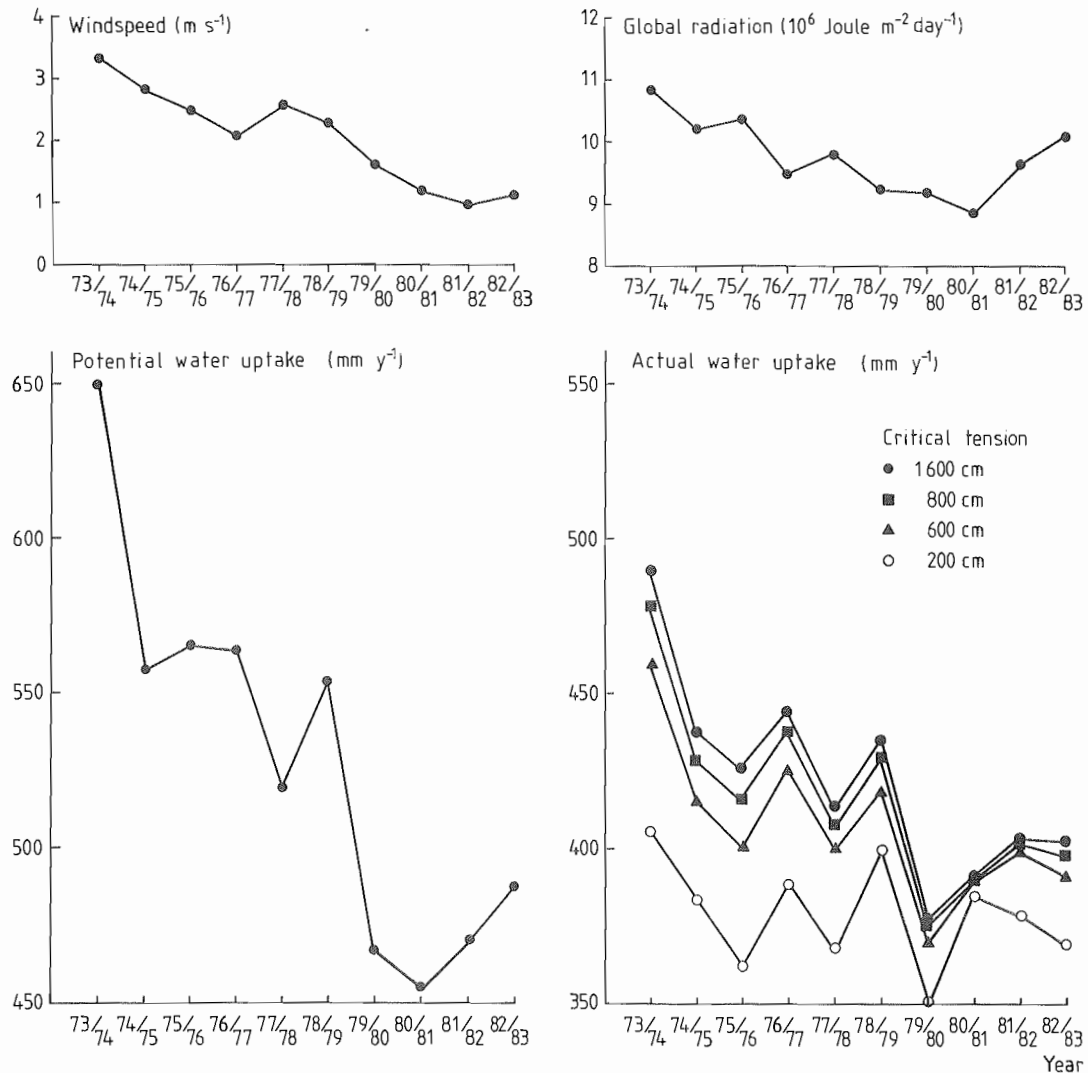 Windspeed (m s⁻¹)
4
3
2
1
0
73/74 74/75 75/76 76/77 77/78 78/79 79/80 80/81 81/82 82/83
Global radiation (10⁶ Joule m⁻² day⁻¹)
12
11
10
9
8
73/74 74/75 75/76 76/77 77/78 78/79 79/80 80/81 81/82 82/83
Potential water uptake (mm y⁻¹)
650
600
550
500
450
73/74 74/75 75/76 76/77 77/78 78/79 79/80 80/81 81/82 82/83
Actual water uptake (mm y⁻¹)
550
500
450
400
350
Critical tension
1600 cm
800 cm
600 cm
200 cm
73/74 74/75 75/76 76/77 77/78 78/79 79/80 80/81 81/82 82/83
Year